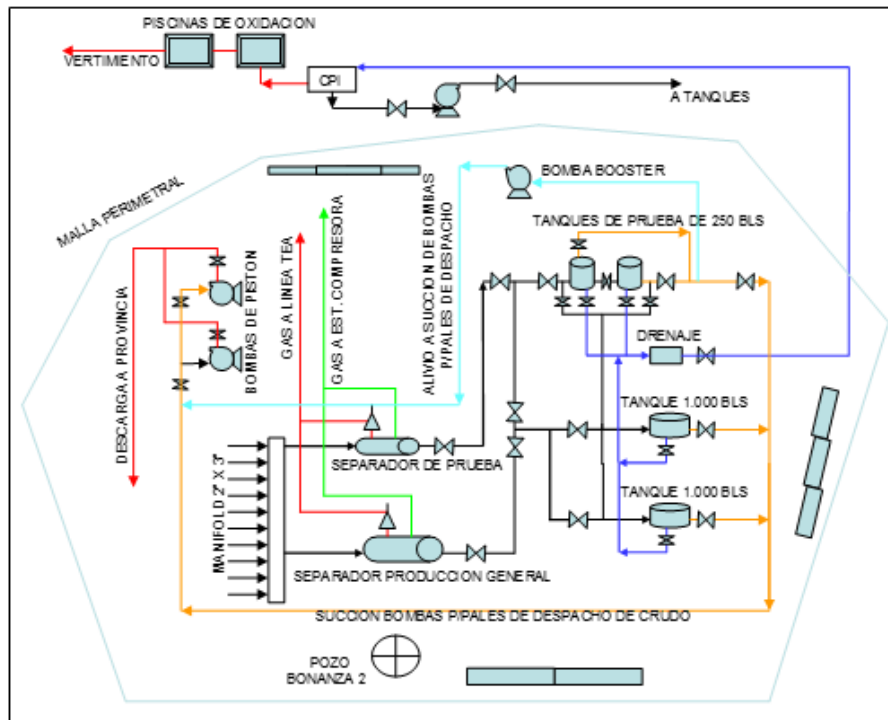 PISCINAS DE OXIDACION
VERTIMIENTO
CPI
A TANQUES
MALLA PERIMETRAL
BOMBA BOOSTER
TANQUES DE PRUEBA DE 250 BLS
ALIVIO A SUCCION DE BOMBAS
P/PALES DE DESPACHO
GAS A LINEA TEA
GAS A EST. COMPRESORA
BOMBAS DE PISTON
DESCARGA A PROVINCIA
DRENAJE
TANQUE 1.000 BLS
SEPARADOR DE PRUEBA
MANIFOLD 2" X 3"
TANQUE 1.000 BLS
SEPARADOR PRODUCCION GENERAL
SUCCION BOMBAS P/PALES DE DESPACHO DE CRUDO
POZO
BONANZA 2